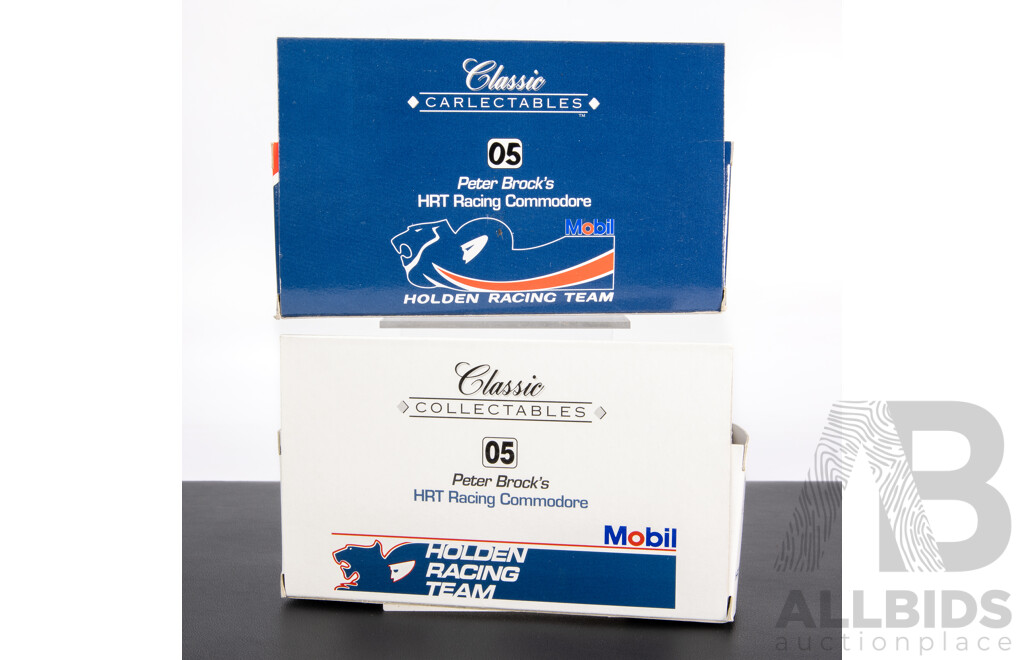 Classic
CARLECTABLES
TM
05
Peter Brock's
HRT Racing Commodore
Mobil
HOLDEN RACING TEAM
Classic
COLLECTABLES
05
Peter Brock's
HRT Racing Commodore
Mobil
HOLDEN
RACING
TEAM
AB
ALLBIDS
auctionplace